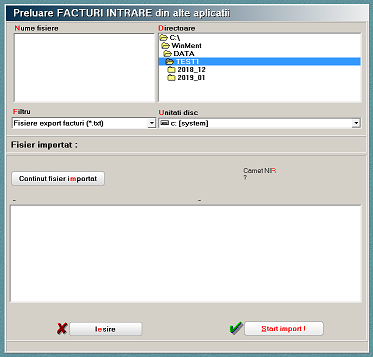 Preluare FACTURI INTRARE din alte aplicatii
Nume fisiere
Directoare
C:\
WinMent
DATA
TEST1
2018_12
2019_01
Filtru
Unitati disc
Fisiere export facturi (*.txt)
c: [system]
Fisier importat :
Carnet NIR
?
Continut fisier importat
Iesire
Start import !